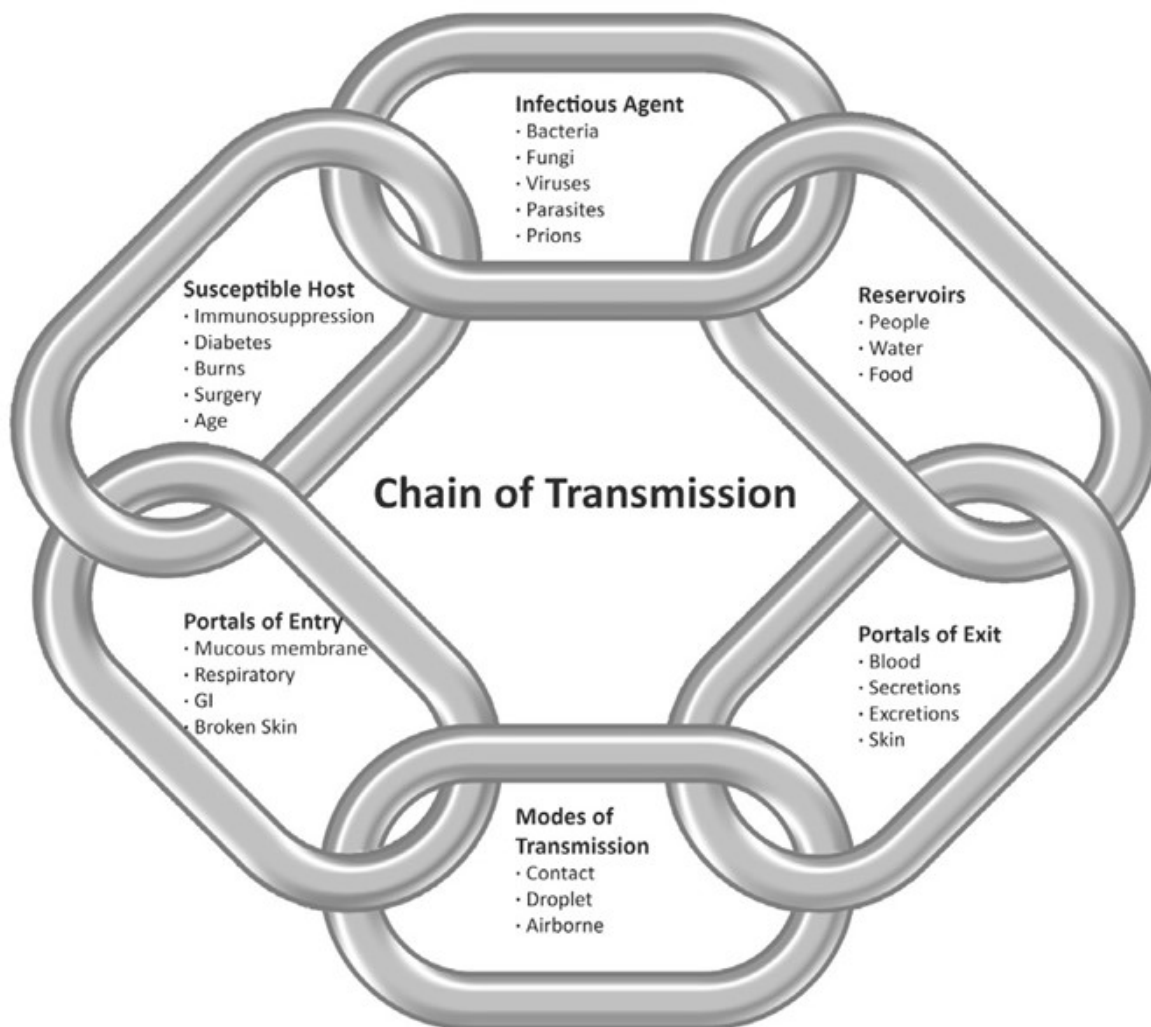 Infectious Agent
· Bacteria
· Fungi
· Viruses
· Parasites
· Prions
Reservoirs
· People
· Water
· Food
Portals of Exit
· Blood
· Secretions
· Excretions
· Skin
Modes of
Transmission
· Contact
· Droplet
· Airborne
Portals of Entry
· Mucous membrane
· Respiratory
· GI
· Broken Skin
Susceptible Host
· Immunosuppression
· Diabetes
· Burns
· Surgery
· Age
Chain of Transmission